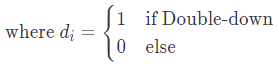 where dᵢ = { 1 if Double-down
0 else